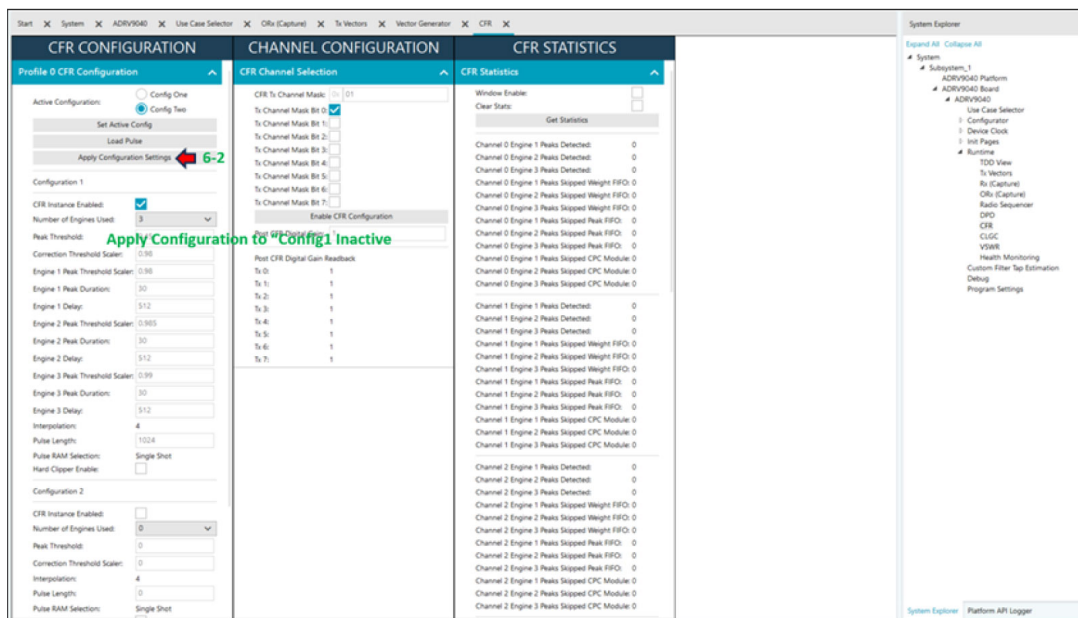 Start X System X ADRV9040 X Use Case Selector X ORx (Capture) X Tx Vectors X Vector Generator X CFR X
CFR CONFIGURATION
Profile 0 CFR Configuration
Active Configuration:
Config One
Config Two
Set Active Config
Load Pulse
Apply Configuration Settings
6-2
Configuration 1
CFR Instance Enabled:
Number of Engines Used: 3
Peak Threshold:
Apply Configuration to "Config1 Inactive
Correction Threshold Scaler: 0.98
Engine 1 Peak Threshold Scaler: 0.98
Engine 1 Peak Duration: 30
Engine 1 Delay: 512
Engine 2 Peak Threshold Scaler: 0.985
Engine 2 Peak Duration: 30
Engine 2 Delay: 512
Engine 3 Peak Threshold Scaler: 0.99
Engine 3 Peak Duration: 30
Engine 3 Delay: 512
Interpolation: 4
Pulse Length: 1024
Pulse RAM Selection: Single Shot
Hard Clipper Enable:
Configuration 2
CFR Instance Enabled:
Number of Engines Used: 0
Peak Threshold: 0
Correction Threshold Scaler: 0
Interpolation: 4
Pulse Length: 0
Pulse RAM Selection: Single Shot
CHANNEL CONFIGURATION
CFR Channel Selection
CFR Tx Channel Mask: 0x 01
Tx Channel Mask Bit 0:
Tx Channel Mask Bit 1:
Tx Channel Mask Bit 2:
Tx Channel Mask Bit 3:
Tx Channel Mask Bit 4:
Tx Channel Mask Bit 5:
Tx Channel Mask Bit 6:
Tx Channel Mask Bit 7:
Enable CFR Configuration
Post CFR Digital Gain: 1
Post CFR Digital Gain Readback
Tx 0: 1
Tx 1: 1
Tx 2: 1
Tx 3: 1
Tx 4: 1
Tx 5: 1
Tx 6: 1
Tx 7: 1
CFR STATISTICS
CFR Statistics
Window Enable:
Clear Stats:
Get Statistics
Channel 0 Engine 1 Peaks Detected: 0
Channel 0 Engine 2 Peaks Detected: 0
Channel 0 Engine 3 Peaks Detected: 0
Channel 0 Engine 1 Peaks Skipped Weight FIFO: 0
Channel 0 Engine 2 Peaks Skipped Weight FIFO: 0
Channel 0 Engine 3 Peaks Skipped Weight FIFO: 0
Channel 0 Engine 1 Peaks Skipped Peak FIFO: 0
Channel 0 Engine 2 Peaks Skipped Peak FIFO: 0
Channel 0 Engine 3 Peaks Skipped Peak FIFO: 0
Channel 0 Engine 1 Peaks Skipped CPC Module: 0
Channel 0 Engine 2 Peaks Skipped CPC Module: 0
Channel 0 Engine 3 Peaks Skipped CPC Module: 0
Channel 1 Engine 1 Peaks Detected: 0
Channel 1 Engine 2 Peaks Detected: 0
Channel 1 Engine 3 Peaks Detected: 0
Channel 1 Engine 1 Peaks Skipped Weight FIFO: 0
Channel 1 Engine 2 Peaks Skipped Weight FIFO: 0
Channel 1 Engine 3 Peaks Skipped Weight FIFO: 0
Channel 1 Engine 1 Peaks Skipped Peak FIFO: 0
Channel 1 Engine 2 Peaks Skipped Peak FIFO: 0
Channel 1 Engine 3 Peaks Skipped Peak FIFO: 0
Channel 1 Engine 1 Peaks Skipped CPC Module: 0
Channel 1 Engine 2 Peaks Skipped CPC Module: 0
Channel 1 Engine 3 Peaks Skipped CPC Module: 0
Channel 2 Engine 1 Peaks Detected: 0
Channel 2 Engine 2 Peaks Detected: 0
Channel 2 Engine 3 Peaks Detected: 0
Channel 2 Engine 1 Peaks Skipped Weight FIFO: 0
Channel 2 Engine 2 Peaks Skipped Weight FIFO: 0
Channel 2 Engine 3 Peaks Skipped Weight FIFO: 0
Channel 2 Engine 1 Peaks Skipped Peak FIFO: 0
Channel 2 Engine 2 Peaks Skipped Peak FIFO: 0
Channel 2 Engine 3 Peaks Skipped Peak FIFO: 0
Channel 2 Engine 1 Peaks Skipped CPC Module: 0
Channel 2 Engine 2 Peaks Skipped CPC Module: 0
Channel 2 Engine 3 Peaks Skipped CPC Module: 0
System Explorer
Expand All Collapse All
System
Subsystem_1
ADRV9040 Platform
ADRV9040 Board
ADRV9040
Use Case Selector
Configurator
Device Clock
Init Pages
Runtime
TDD View
Tx Vectors
Rx (Capture)
ORx (Capture)
Radio Sequencer
DPD
CFR
CLGC
VSWR
Health Monitoring
Custom Filter Tap Estimation
Debug
Program Settings
System Explorer Platform API Logger